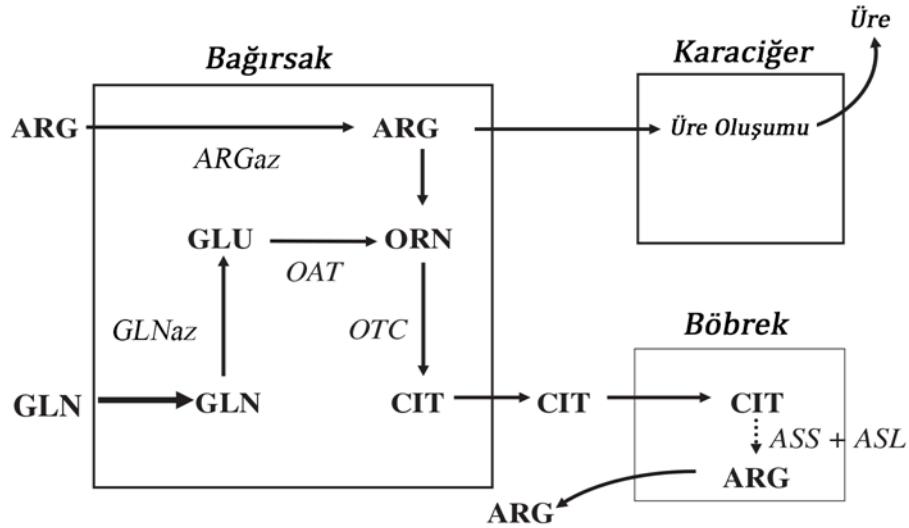 Üre
Bağırsak
Karaciğer
ARG
ARG
Üre Oluşumu
ARGaz
GLU
ORN
OAT
GLNaz
OTC
Böbrek
GLN
GLN
CIT
CIT
CIT
ASS + ASL
ARG
ARG